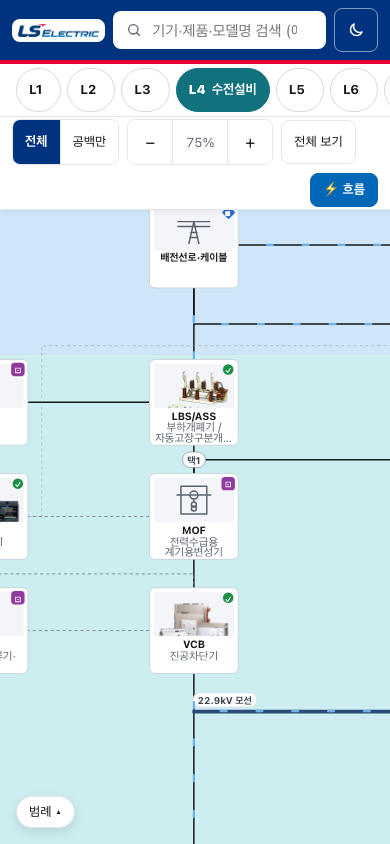 LS ELECTRIC
기기·제품·모델명 검색 (0
L1
L2
L3
L4 수전설비
L5
L6
전체
공백만
−
75%
+
전체 보기
⚡ 흐름
배전선로·케이블
LBS/ASS
부하개폐기 /
자동고장구분개...
택1
MOF
전력수급용
계기용변성기
VCB
진공차단기
22.9kV 모선
범례 ▲